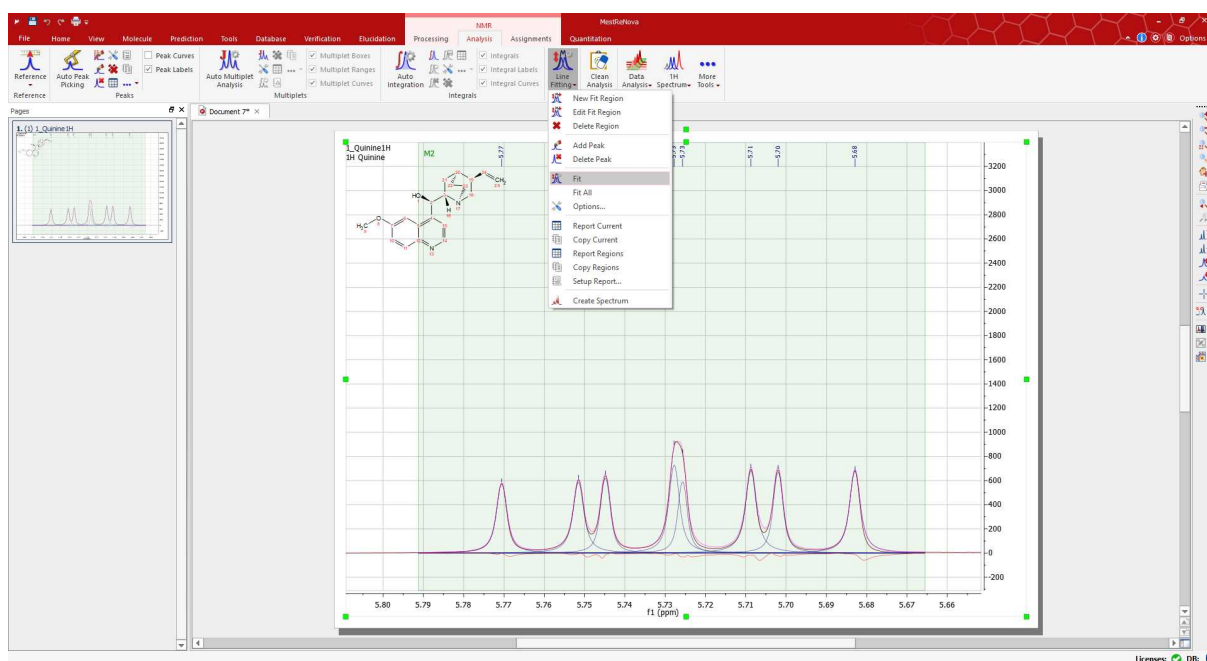 NMR
MestReNova
File Home View Molecule Prediction Tools Database Verification Elucidation Processing Analysis Assignments Quantitation
Options
Reference
Auto Peak Picking
Peak Curves
Peak Labels
Auto Multiplet Analysis
Multiplet Boxes
Multiplet Ranges
Multiplet Curves
Auto Integration
Integrals
Integral Labels
Integral Curves
Line Fitting
Clean Analysis
Data Analysis
1H Spectrum
More Tools
Reference Peaks Multiplets Integrals
Pages
Document 7*
1. (1) 1_Quinine1H
New Fit Region
Edit Fit Region
Delete Region
Add Peak
Delete Peak
Fit
Fit All
Options...
Report Current
Copy Current
Report Regions
Copy Regions
Setup Report...
Create Spectrum
1_Quinine1H
1H Quinine
M2
5.77
5.73
5.73
5.71
5.70
5.68
HO
CH2
N
H
H3C
O
N
3200
3000
2800
2600
2400
2200
2000
1800
1600
1400
1200
1000
800
600
400
200
0
-200
5.80 5.79 5.78 5.77 5.76 5.75 5.74 5.73 5.72 5.71 5.70 5.69 5.68 5.67 5.66
f1 (ppm)
Licenses: DB: